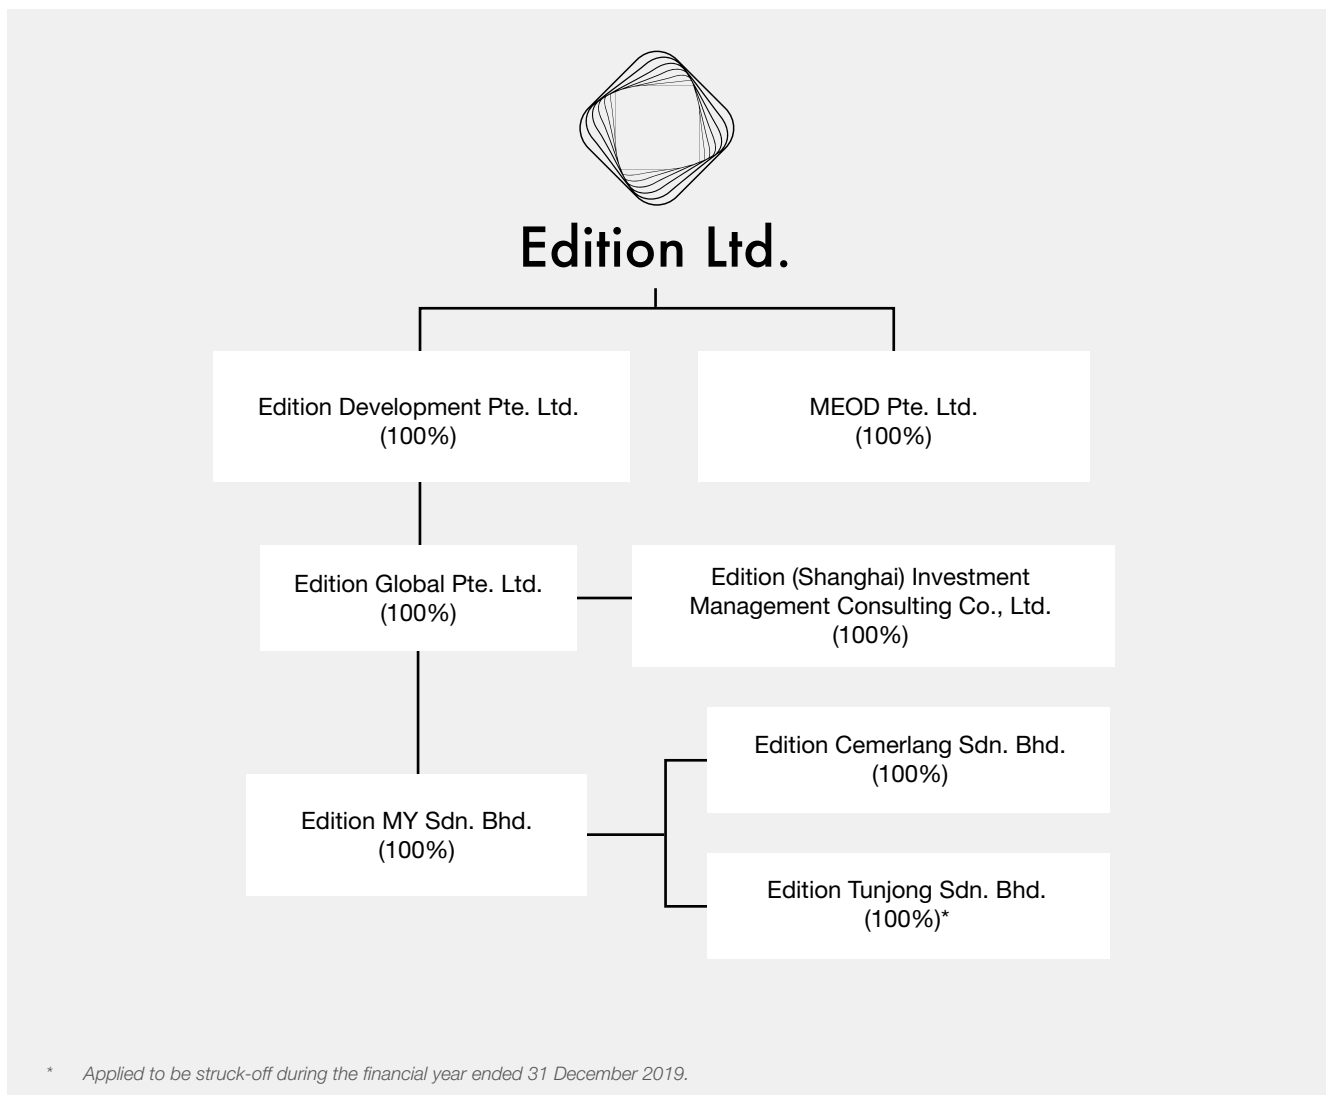 Edition Ltd.
Edition Development Pte. Ltd.
(100%)
MEOD Pte. Ltd.
(100%)
Edition Global Pte. Ltd.
(100%)
Edition (Shanghai) Investment
Management Consulting Co., Ltd.
(100%)
Edition Cemerlang Sdn. Bhd.
(100%)
Edition MY Sdn. Bhd.
(100%)
Edition Tunjong Sdn. Bhd.
(100%)*
* Applied to be struck-off during the financial year ended 31 December 2019.